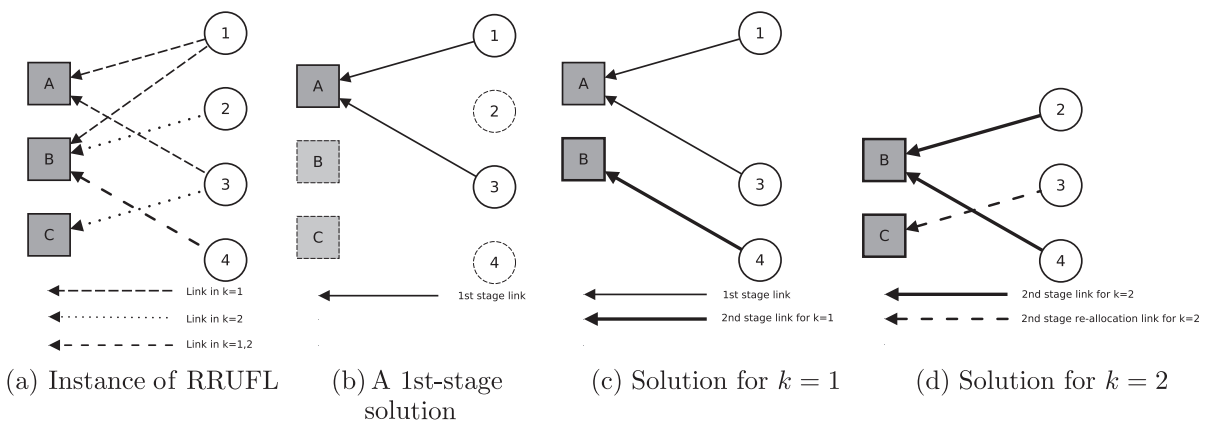 1
A
2
B
3
C
4
Link in k=1
Link in k=2
Link in k=1,2
(a) Instance of RRUFL
1
A
2
B
3
C
4
1st stage link
(b) A 1st-stage
solution
1
A
B
3
4
1st stage link
2nd stage link for k=1
(c) Solution for k = 1
2
B
3
C
4
2nd stage link for k=2
2nd stage re-allocation link for k=2
(d) Solution for k = 2